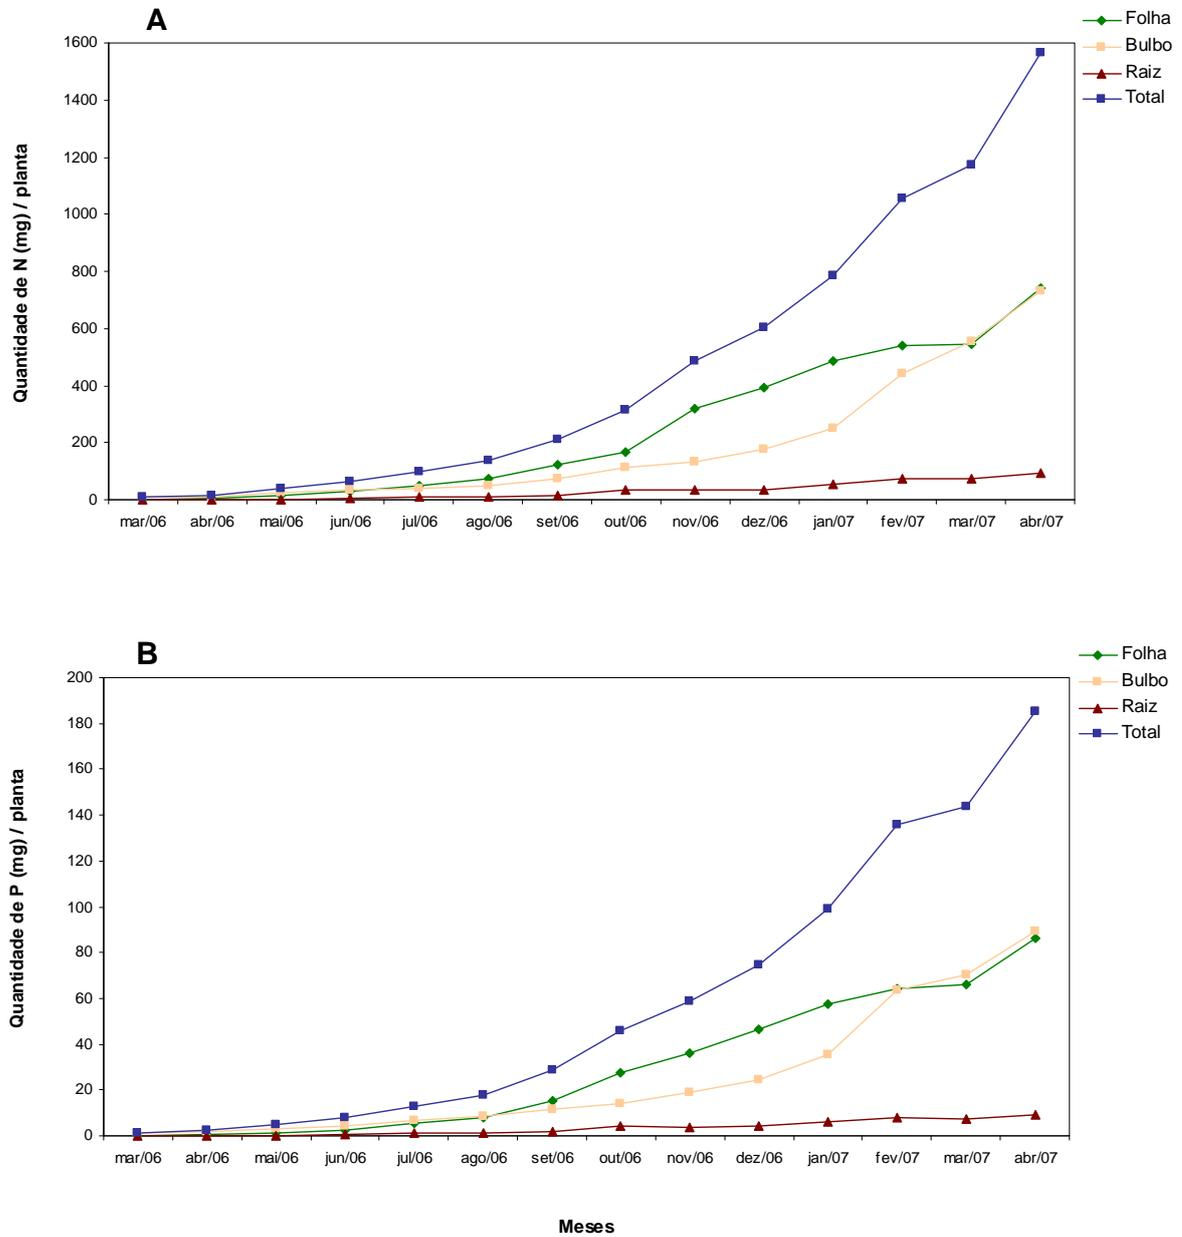 A
Folha
Bulbo
Raiz
Total
Quantidade de N (mg) / planta
1600
1400
1200
1000
800
600
400
200
0
mar/06 abr/06 mai/06 jun/06 jul/06 ago/06 set/06 out/06 nov/06 dez/06 jan/07 fev/07 mar/07 abr/07
B
Folha
Bulbo
Raiz
Total
Quantidade de P (mg) / planta
200
180
160
140
120
100
80
60
40
20
0
mar/06 abr/06 mai/06 jun/06 jul/06 ago/06 set/06 out/06 nov/06 dez/06 jan/07 fev/07 mar/07 abr/07
Meses